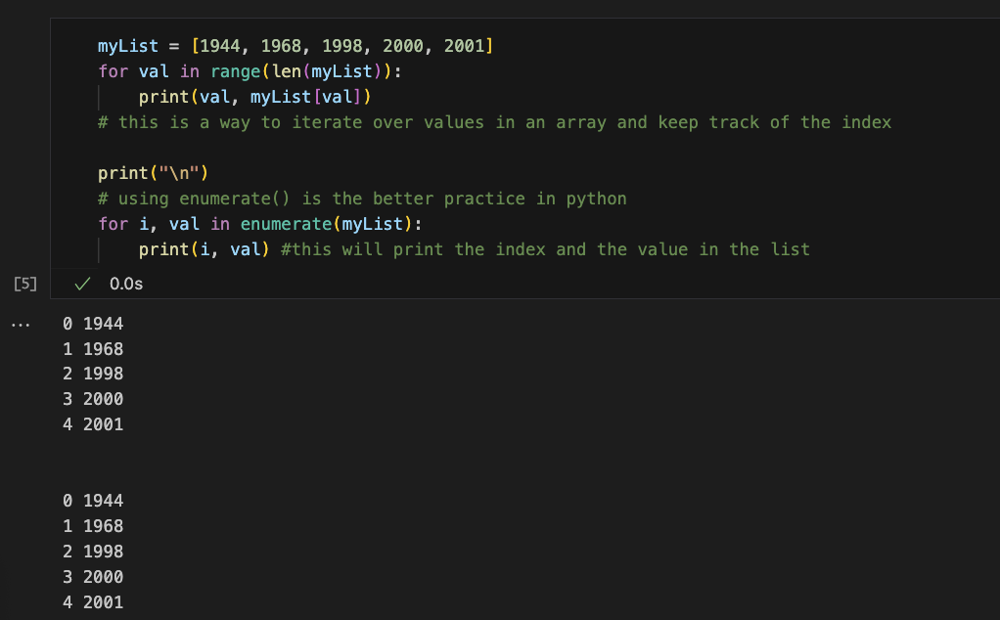 myList = [1944, 1968, 1998, 2000, 2001]
for val in range(len(myList)):
    print(val, myList[val])
# this is a way to iterate over values in an array and keep track of the index

print("\n")
# using enumerate() is the better practice in python
for i, val in enumerate(myList):
    print(i, val) #this will print the index and the value in the list
[5] ✓ 0.0s
... 0 1944
1 1968
2 1998
3 2000
4 2001

0 1944
1 1968
2 1998
3 2000
4 2001